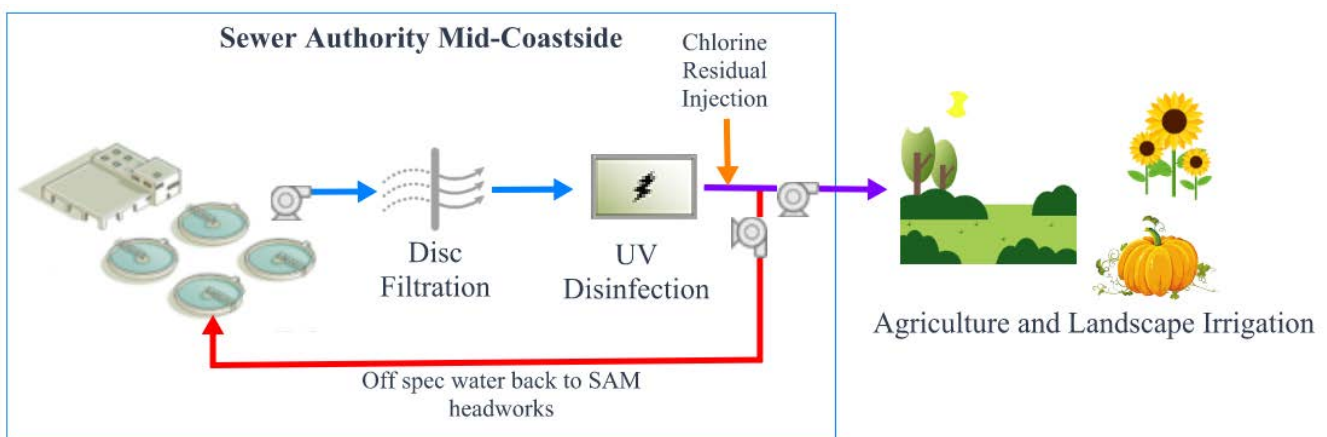 Sewer Authority Mid-Coastside
Chlorine
Residual
Injection
Disc
Filtration
UV
Disinfection
Agriculture and Landscape Irrigation
Off spec water back to SAM
headworks